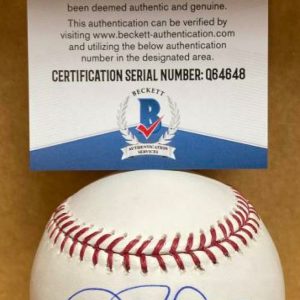 been deemed authentic and genuine.
This authentication can be verified by
visiting www.beckett-authentication.com
and utilizing the below authentication
number in the designated area.
CERTIFICATION SERIAL NUMBER: Q64648
BECKETT
B
AUTHENTICATION
SERVICES